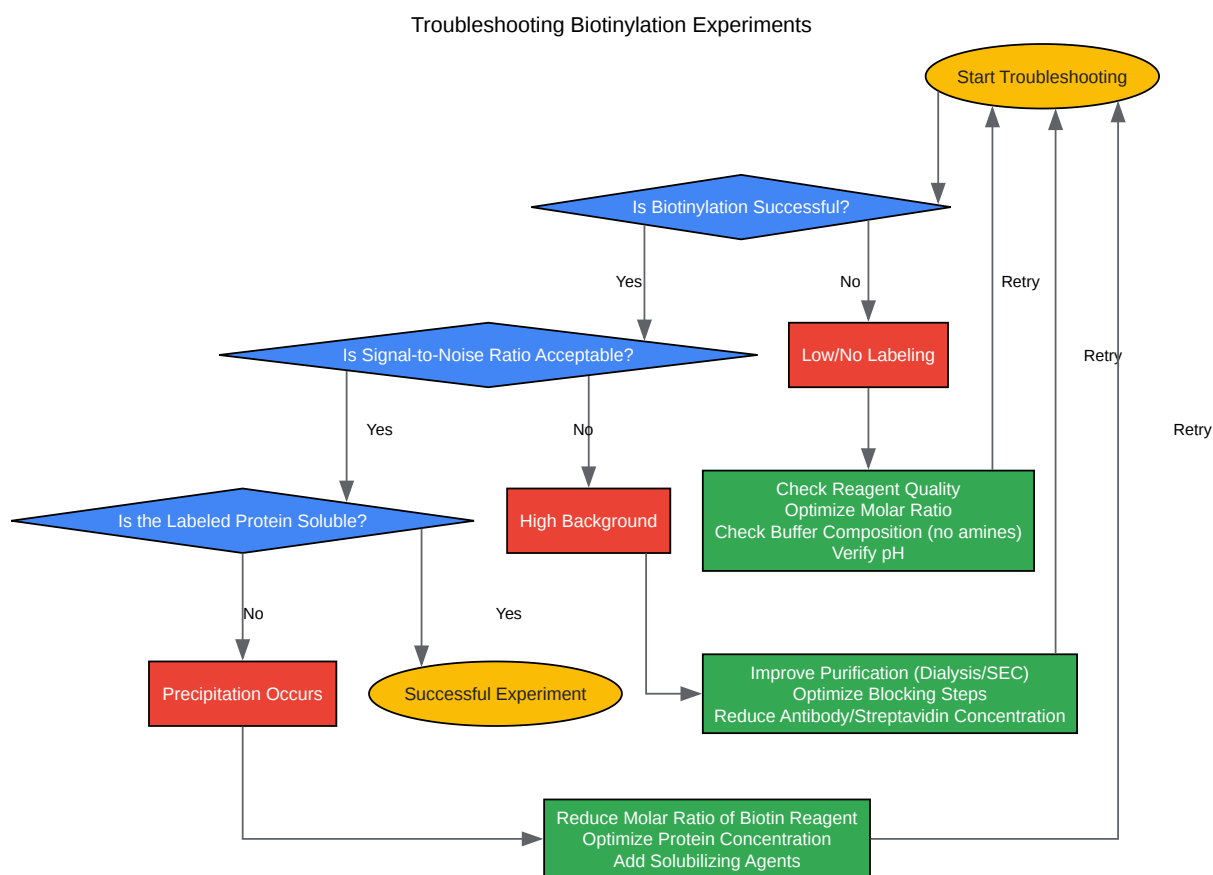 Troubleshooting Biotinylation Experiments
Start Troubleshooting
Is Biotinylation Successful?
Yes
No
Retry
Is Signal-to-Noise Ratio Acceptable?
Low/No Labeling
Retry
Yes
No
Retry
Check Reagent Quality
Optimize Molar Ratio
Check Buffer Composition (no amines)
Verify pH
Is the Labeled Protein Soluble?
High Background
No
Yes
Precipitation Occurs
Successful Experiment
Improve Purification (Dialysis/SEC)
Optimize Blocking Steps
Reduce Antibody/Streptavidin Concentration
Reduce Molar Ratio of Biotin Reagent
Optimize Protein Concentration
Add Solubilizing Agents